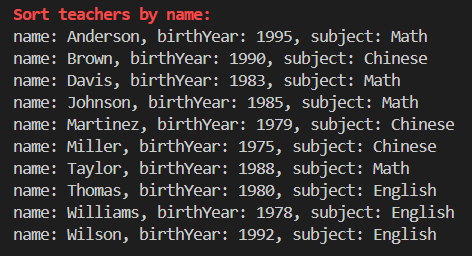 Sort teachers by name:
name: Anderson, birthYear: 1995, subject: Math
name: Brown, birthYear: 1990, subject: Chinese
name: Davis, birthYear: 1983, subject: Math
name: Johnson, birthYear: 1985, subject: Math
name: Martinez, birthYear: 1979, subject: Chinese
name: Miller, birthYear: 1975, subject: Chinese
name: Taylor, birthYear: 1988, subject: Math
name: Thomas, birthYear: 1980, subject: English
name: Williams, birthYear: 1978, subject: English
name: Wilson, birthYear: 1992, subject: English